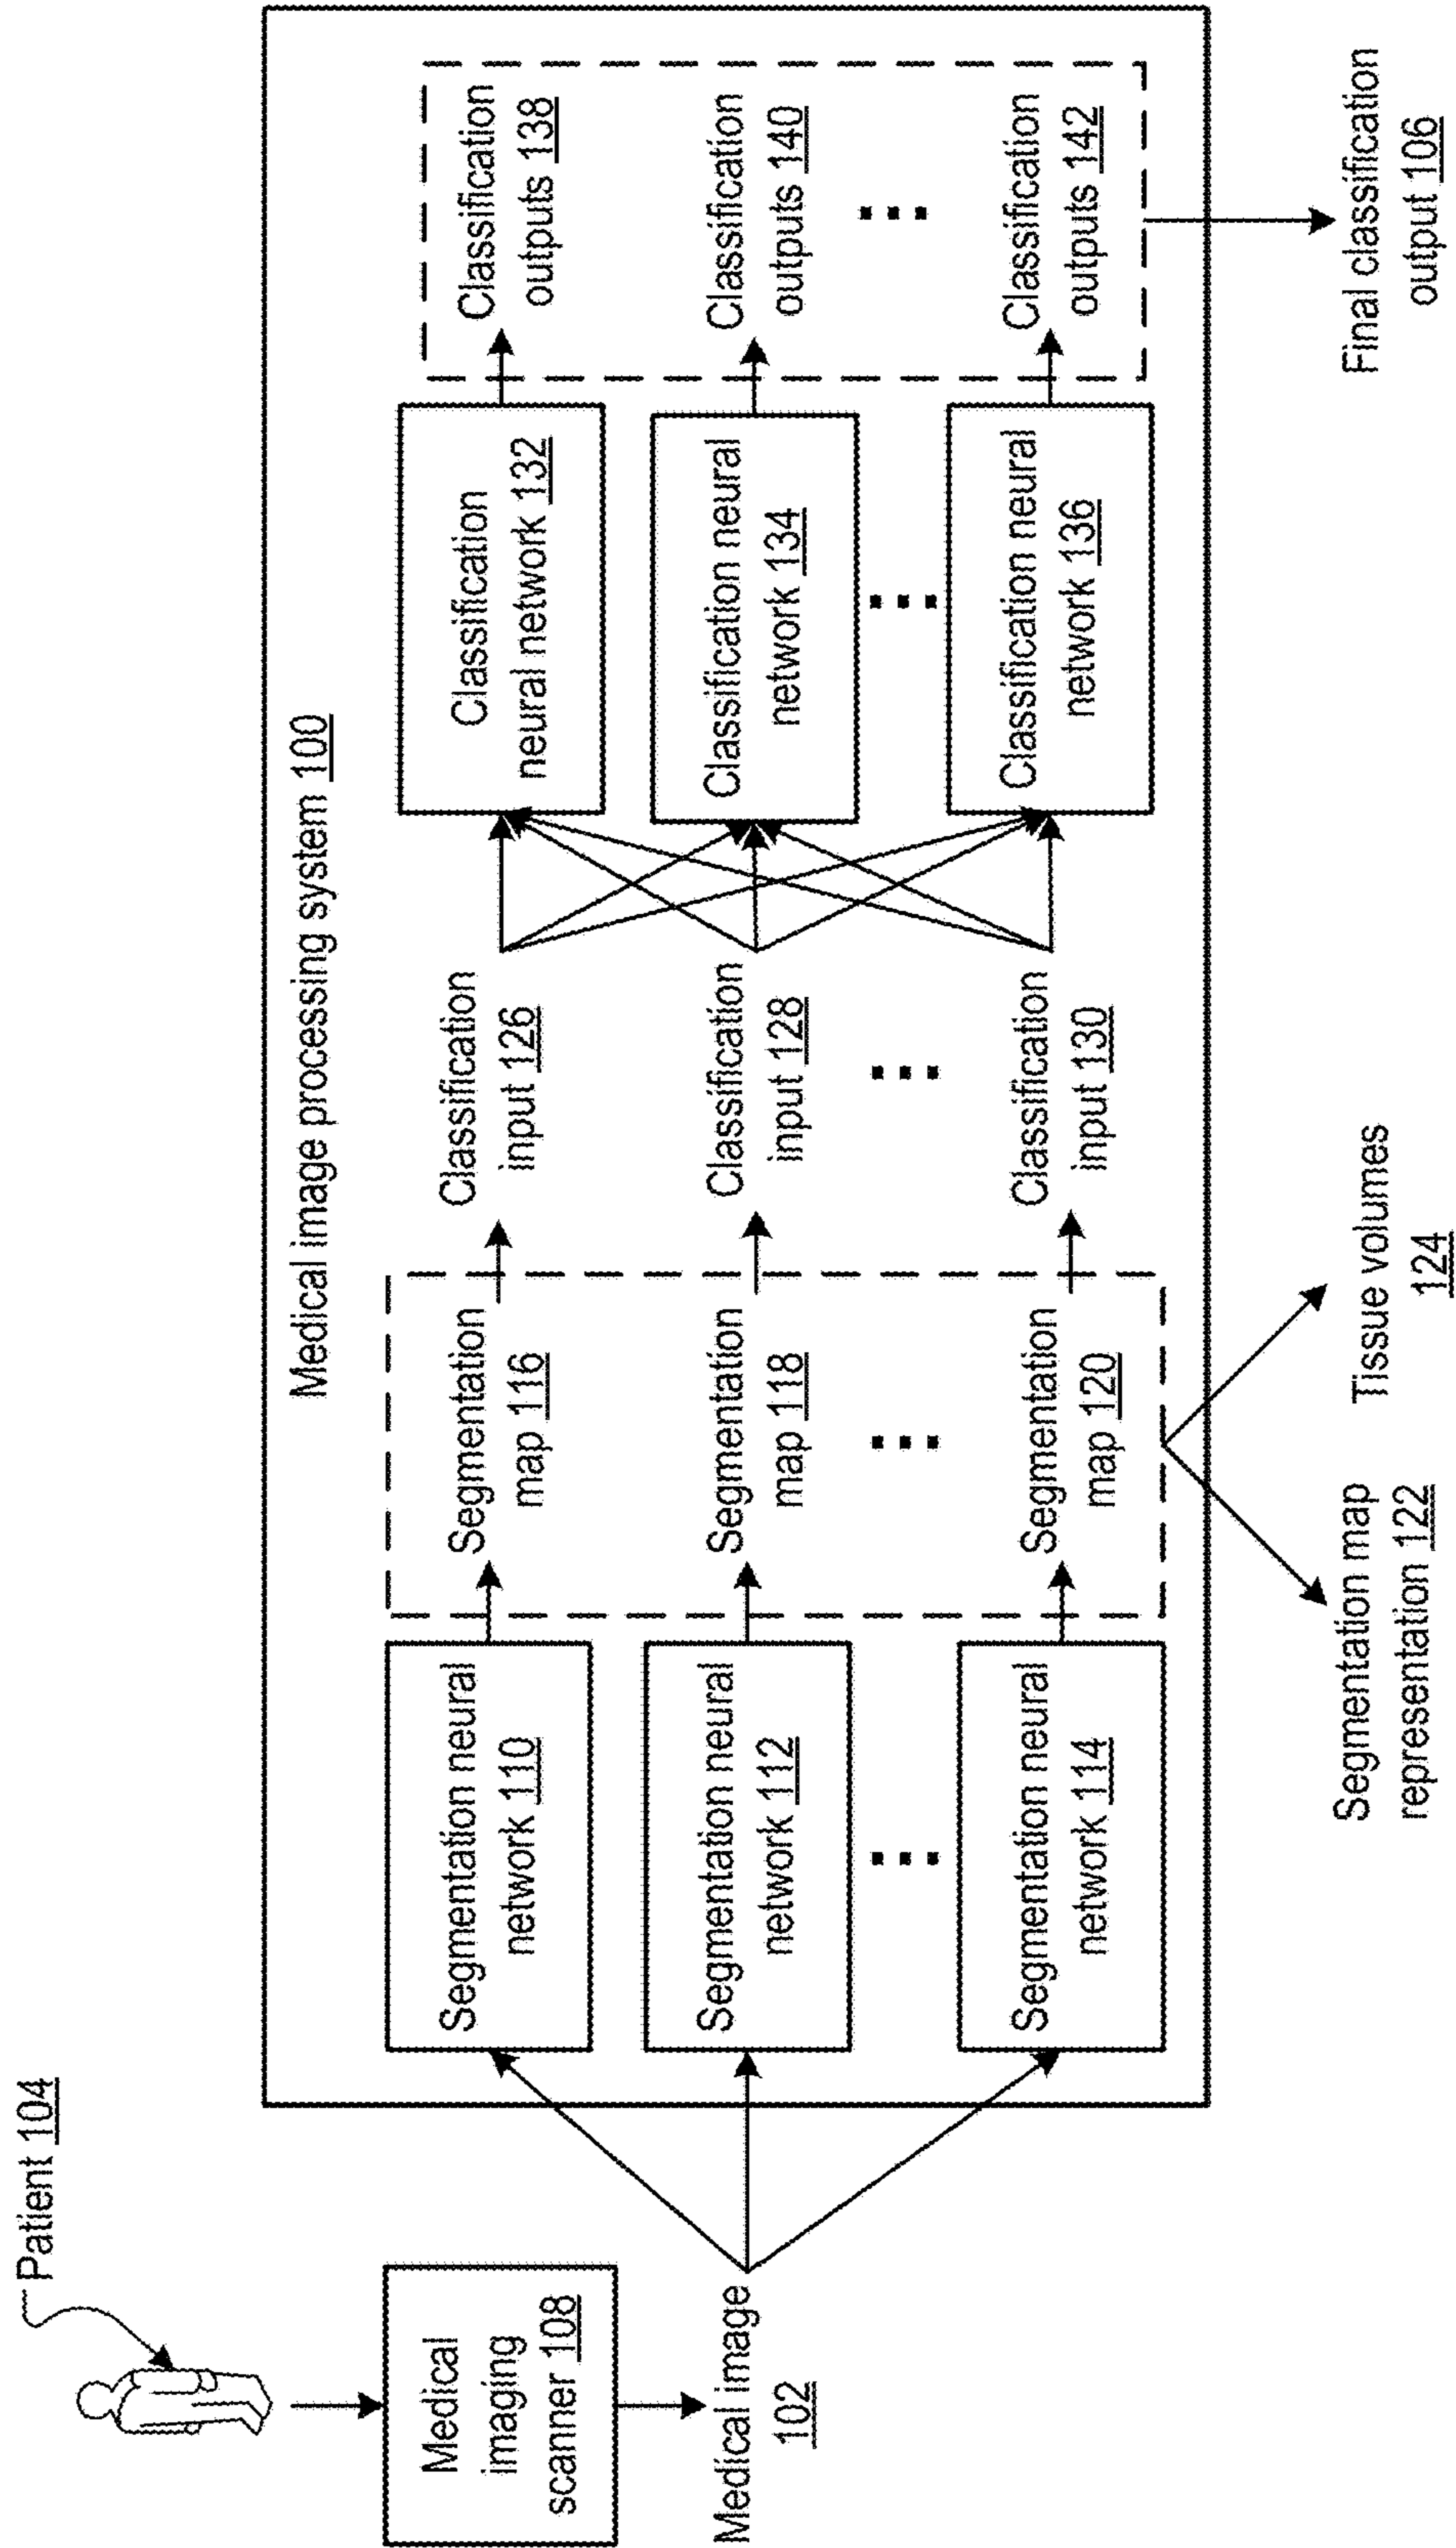 Patient 104
Medical
imaging
scanner 108
Medical image
102
Medical image processing system 100
Segmentation neural
network 110
Segmentation neural
network 112
Segmentation neural
network 114
Segmentation
map 116
Segmentation
map 118
Segmentation
map 120
Classification
input 126
Classification
input 128
Classification
input 130
Classification
neural network 132
Classification neural
network 134
Classification neural
network 136
Classification
outputs 138
Classification
outputs 140
Classification
outputs 142
Segmentation map
representation 122
Tissue volumes
124
Final classification
output 106